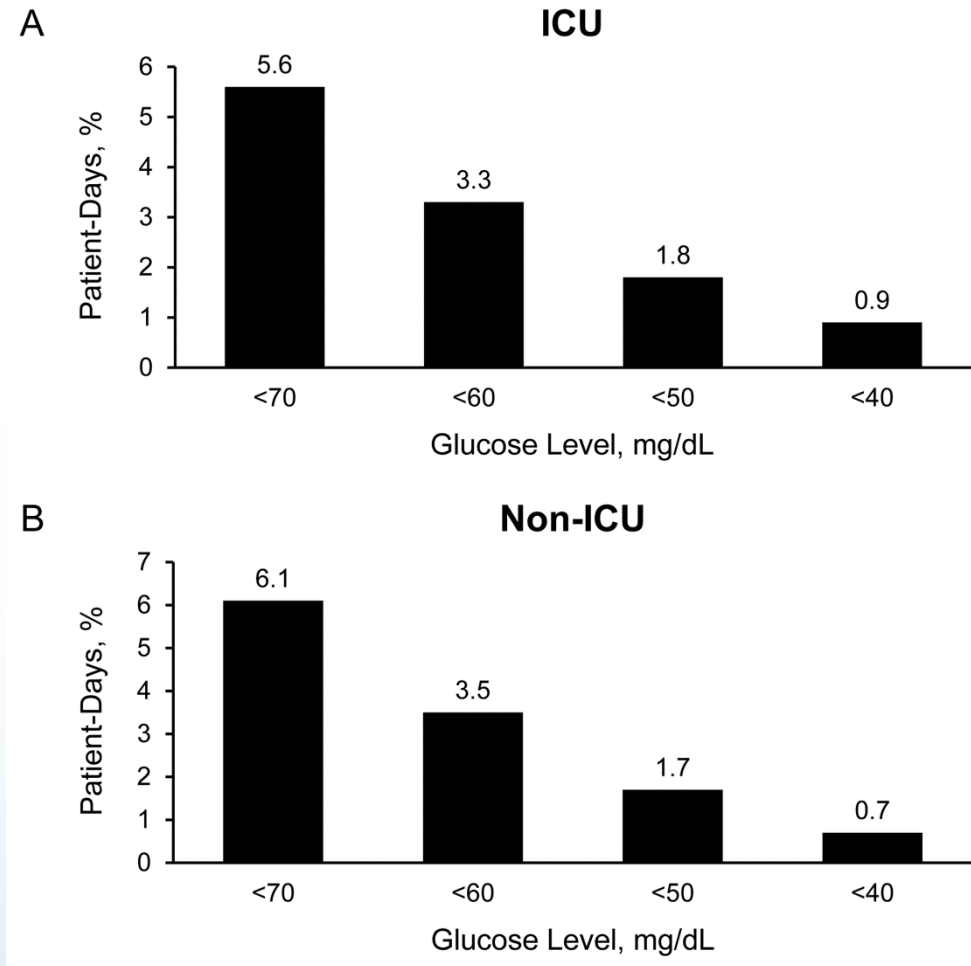 A
ICU
Patient-Days, %
6
5
4
3
2
1
0
5.6
3.3
1.8
0.9
<70 <60 <50 <40
Glucose Level, mg/dL
B
Non-ICU
Patient-Days, %
7
6
5
4
3
2
1
0
6.1
3.5
1.7
0.7
<70 <60 <50 <40
Glucose Level, mg/dL